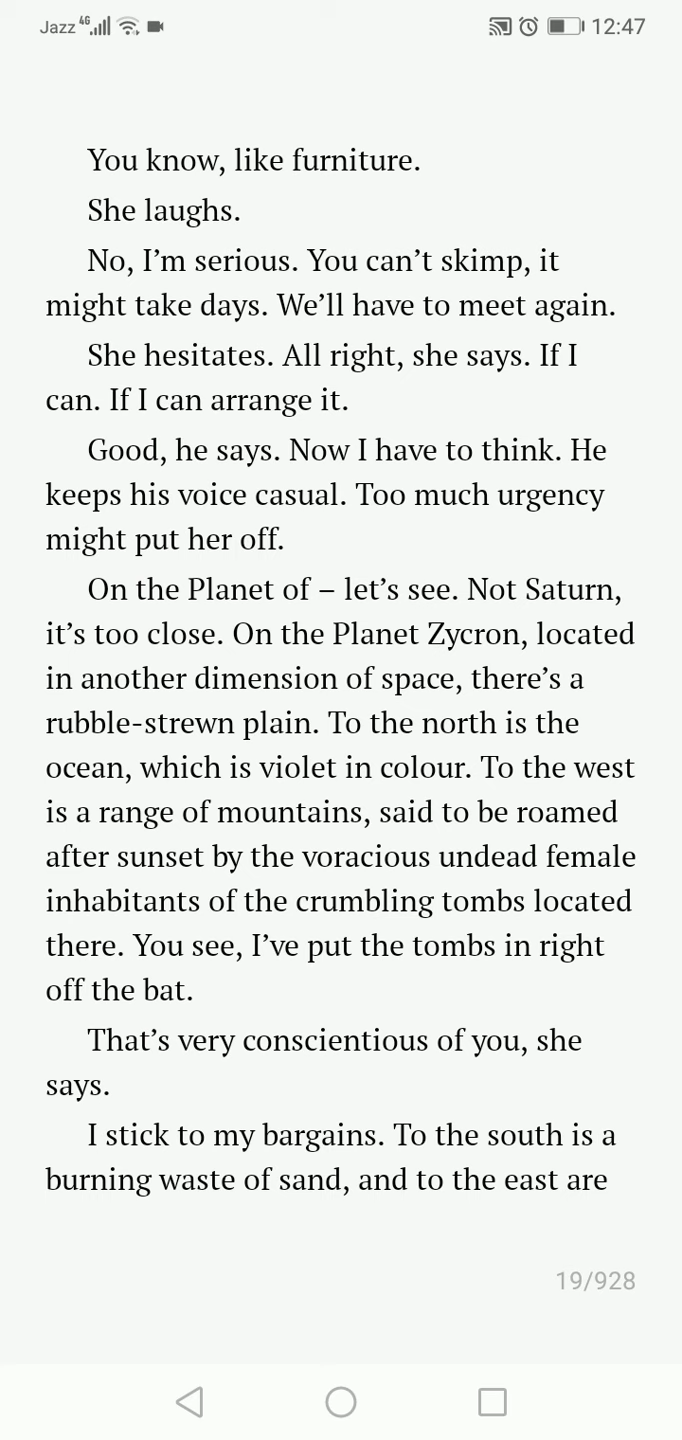 Jazz 4G 12:47
You know, like furniture.
She laughs.
No, I’m serious. You can’t skimp, it
might take days. We’ll have to meet again.
She hesitates. All right, she says. If I
can. If I can arrange it.
Good, he says. Now I have to think. He
keeps his voice casual. Too much urgency
might put her off.
On the Planet of – let’s see. Not Saturn,
it’s too close. On the Planet Zycron, located
in another dimension of space, there’s a
rubble-strewn plain. To the north is the
ocean, which is violet in colour. To the west
is a range of mountains, said to be roamed
after sunset by the voracious undead female
inhabitants of the crumbling tombs located
there. You see, I’ve put the tombs in right
off the bat.
That’s very conscientious of you, she
says.
I stick to my bargains. To the south is a
burning waste of sand, and to the east are
19/928